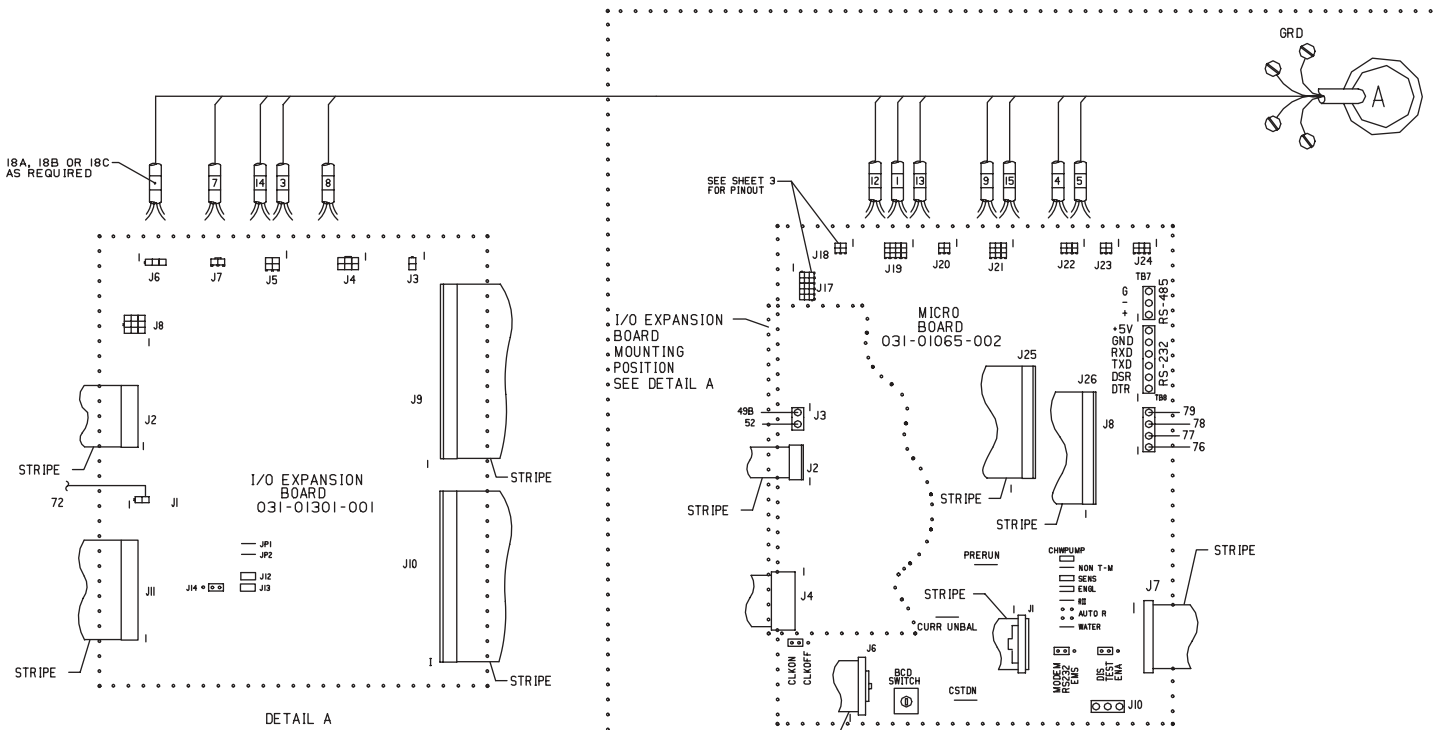 GRD
A
18A, 18B OR 18C
AS REQUIRED
7
14
3
8
SEE SHEET 3
FOR PINOUT
12
1
13
9
15
4
5
J6
J7
J5
J4
J3
J8
J2
STRIPE
72
J1
I/O EXPANSION
BOARD
031-01301-001
JP1
JP2
J12
J13
J14
J11
STRIPE
J9
STRIPE
J10
STRIPE
DETAIL A
I/O EXPANSION
BOARD
MOUNTING
POSITION
SEE DETAIL A
J18
J17
J19
J20
J21
J22
J23
J24
MICRO
BOARD
031-01065-002
TB7
G
-
+
RS-485
+5V
GND
RXD
TXD
DSR
DTR
RS-232
TB8
79
78
77
76
J25
J26
J8
STRIPE
STRIPE
49B
52
J3
J2
STRIPE
J4
CLKON
CLKOFF
J6
BCD
SWITCH
PRERUN
STRIPE
J1
CURR UNBAL
CSTDN
CHWPUMP
NON T-M
SENS
ENGL
AUTO R
WATER
MODEM
RS232
EMS
DIS
TEST
ENA
J10
J7
STRIPE